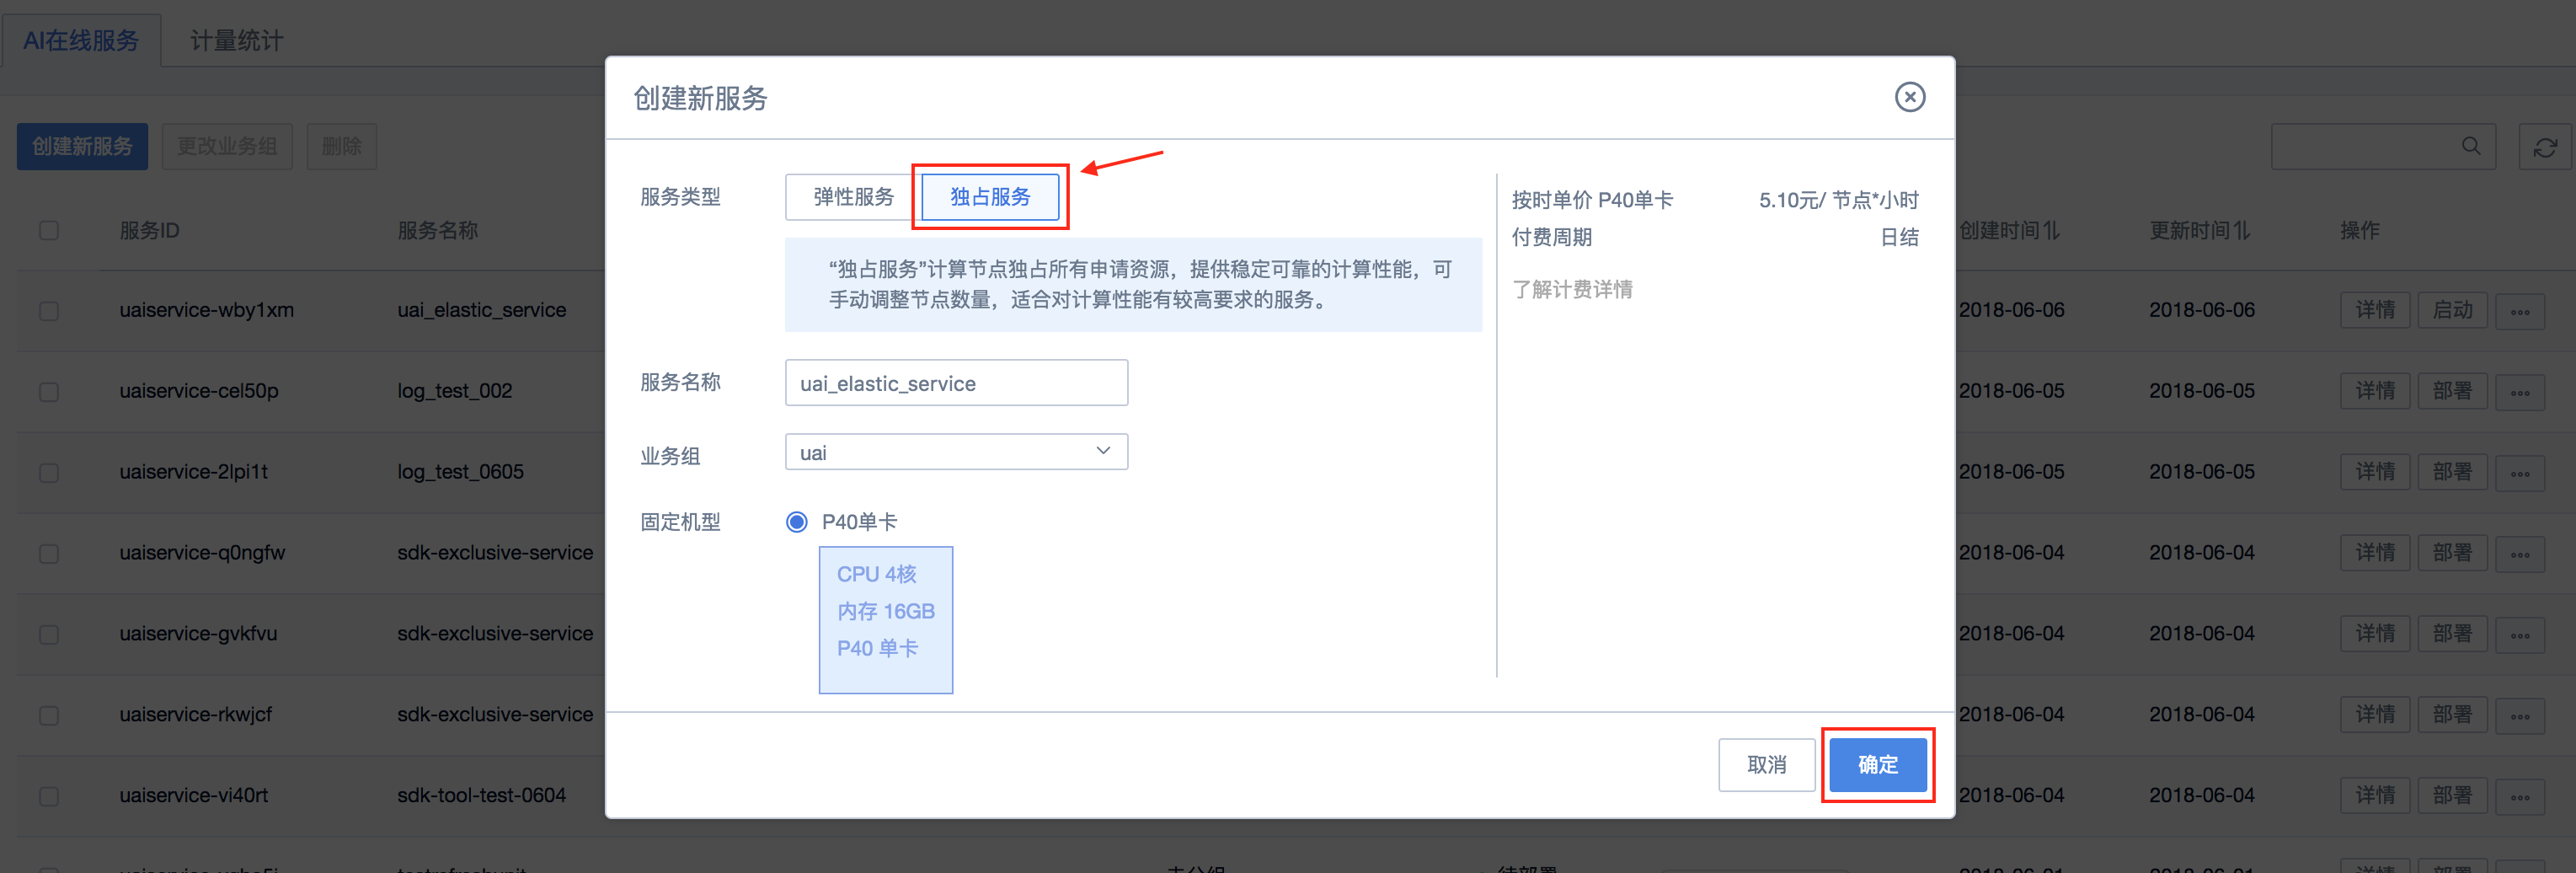 AI在线服务 计量统计
创建新服务 更改业务组 删除
服务ID 服务名称 创建时间 更新时间 操作
uaiservice-wby1xm uai_elastic_service 2018-06-06 2018-06-06 详情 启动
uaiservice-cel50p log_test_002 2018-06-05 2018-06-05 详情 部署
uaiservice-2lpi1t log_test_0605 2018-06-05 2018-06-05 详情 部署
uaiservice-q0ngfw sdk-exclusive-service 2018-06-04 2018-06-04 详情 部署
uaiservice-gvkfvu sdk-exclusive-service 2018-06-04 2018-06-04 详情 部署
uaiservice-rkwjcf sdk-exclusive-service 2018-06-04 2018-06-04 详情 部署
uaiservice-vi40rt sdk-tool-test-0604 2018-06-04 2018-06-04 详情 部署
创建新服务
服务类型 弹性服务 独占服务
“独占服务”计算节点独占所有申请资源，提供稳定可靠的计算性能，可
手动调整节点数量，适合对计算性能有较高要求的服务。
服务名称 uai_elastic_service
业务组 uai
固定机型 P40单卡
CPU 4核
内存 16GB
P40 单卡
按时单价 P40单卡 5.10元/ 节点*小时
付费周期 日结
了解计费详情
取消 确定